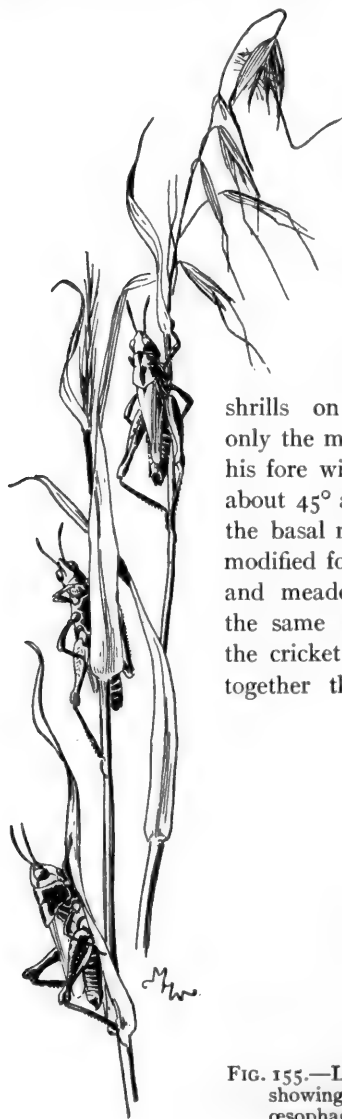 shrills on
only the m
his fore wi
about 45° a
the basal
modified fo
and meade
the same
the cricket
together th
FIG. 155.—L
showing
œsophag